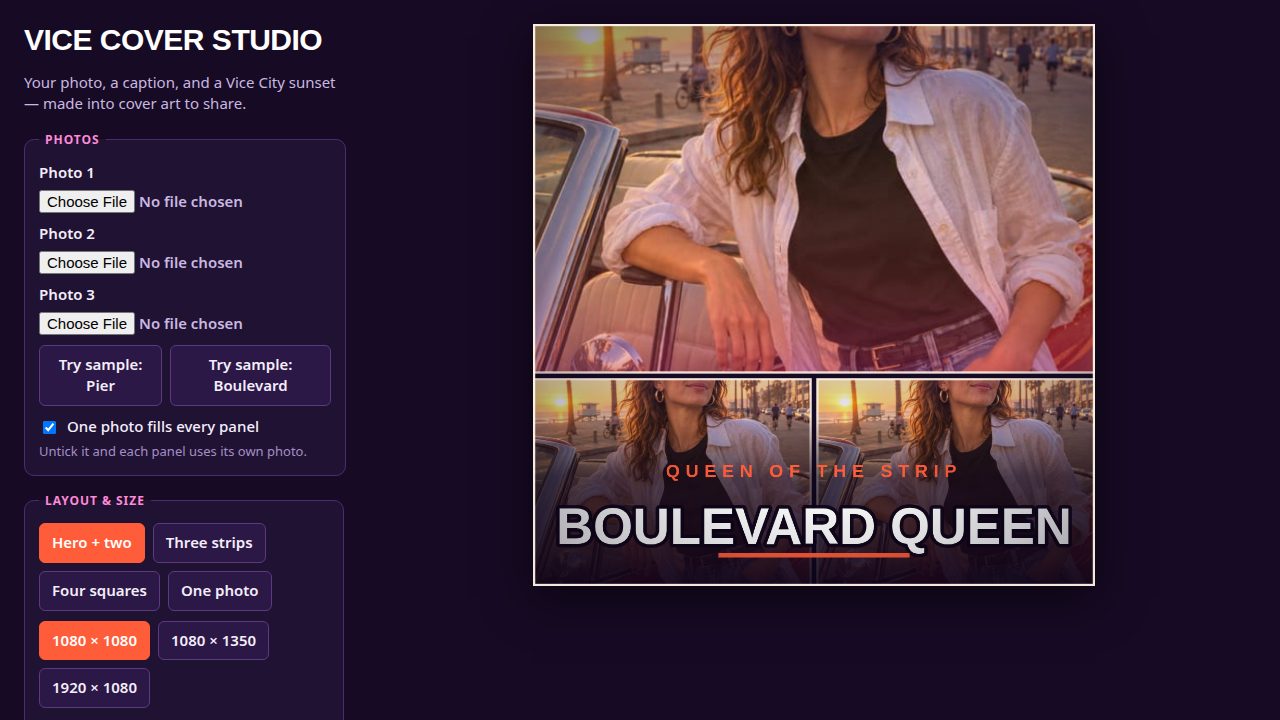 VICE COVER STUDIO
Your photo, a caption, and a Vice City sunset
— made into cover art to share.
PHOTOS
Photo 1
Choose File No file chosen
Photo 2
Choose File No file chosen
Photo 3
Choose File No file chosen
Try sample:
Pier
Try sample:
Boulevard
One photo fills every panel
Untick it and each panel uses its own photo.
LAYOUT & SIZE
Hero + two
Three strips
Four squares
One photo
1080 × 1080
1080 × 1350
1920 × 1080
QUEEN OF THE STRIP
BOULEVARD QUEEN